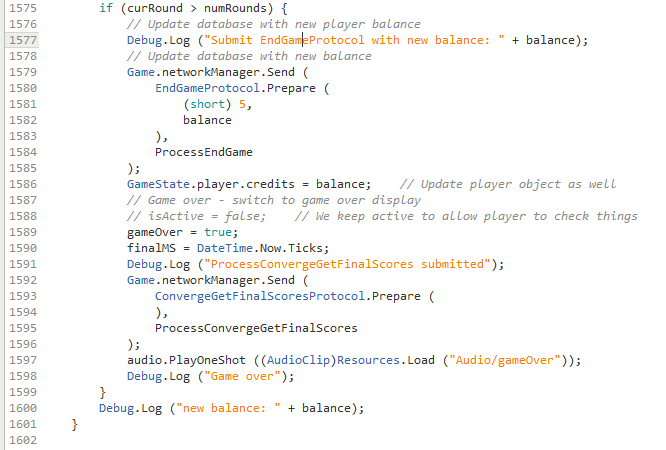 1575 if (curRound > numRounds) {
1576 // Update database with new player balance
1577 Debug.Log ("Submit EndGameProtocol with new balance: " + balance);
1578 // Update database with new balance
1579 Game.networkManager.Send (
1580 EndGameProtocol.Prepare (
1581 (short) 5,
1582 balance
1583 ),
1584 ProcessEndGame
1585 );
1586 GameState.player.credits = balance; // Update player object as well
1587 // Game over - switch to game over display
1588 // isActive = false; // We keep active to allow player to check things
1589 gameOver = true;
1590 finalMS = DateTime.Now.Ticks;
1591 Debug.Log ("ProcessConvergeGetFinalScores submitted");
1592 Game.networkManager.Send (
1593 ConvergeGetFinalScoresProtocol.Prepare (
1594 ),
1595 ProcessConvergeGetFinalScores
1596 );
1597 audio.PlayOneShot ((AudioClip)Resources.Load ("Audio/gameOver"));
1598 Debug.Log ("Game over");
1599 }
1600 Debug.Log ("new balance: " + balance);
1601 }
1602